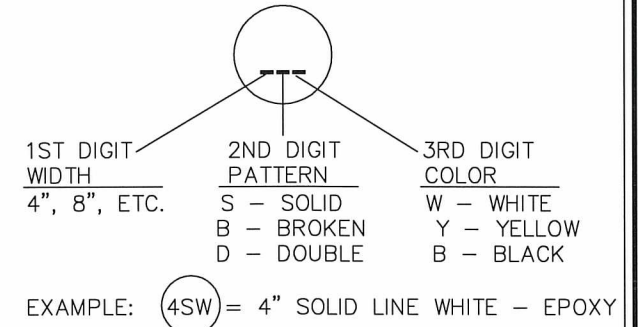 1ST DIGIT 2ND DIGIT 3RD DIGIT
WIDTH PATTERN COLOR
4", 8", ETC. S – SOLID W – WHITE
B – BROKEN Y – YELLOW
D – DOUBLE B – BLACK
EXAMPLE: 4SW = 4" SOLID LINE WHITE – EPOXY